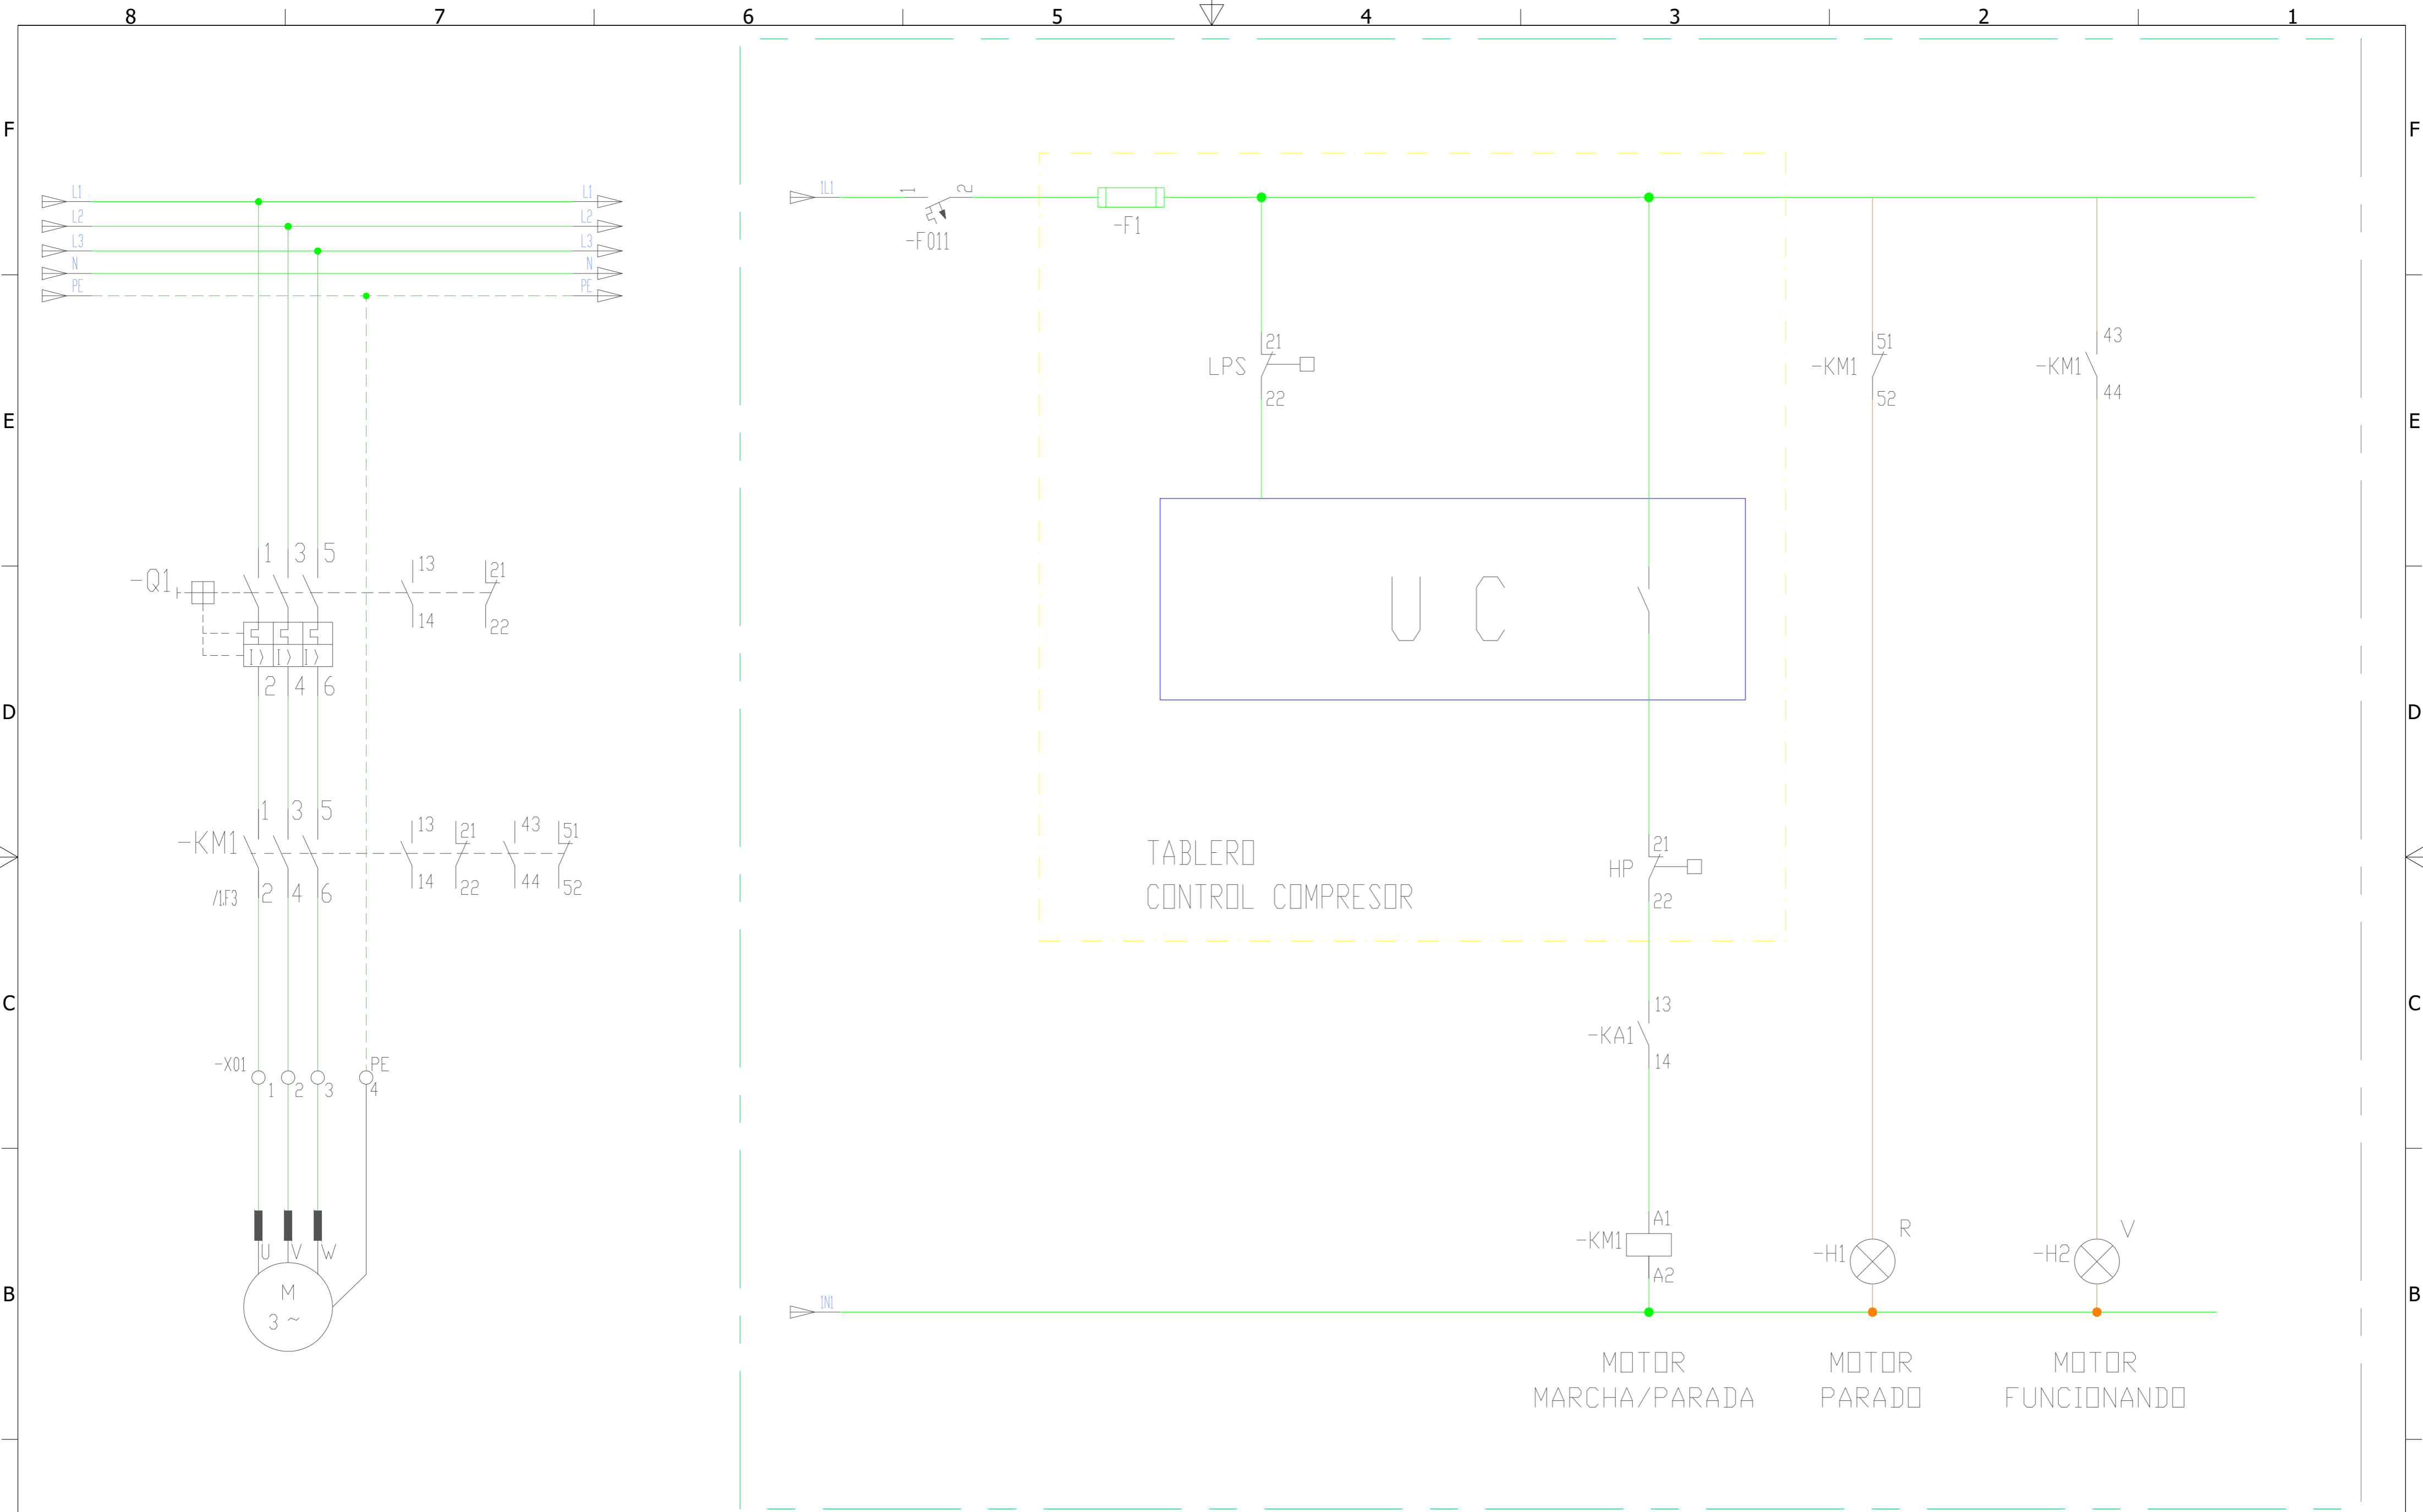 8 7 6 5 4 3 2 1
F F
L1 L1
L2 L2
L3 L3
N N
PE PE
1L1 1 2
-F011
-F1
21
LPS
22
51
-KM1
52
43
-KM1
44
E E
1 3 5 13 21
-Q1
14 22
I> I> I>
2 4 6
U C
D D
1 3 5 13 21 43 51
-KM1
/1.F3 2 4 6 14 22 44 52
TABLERO
CONTROL COMPRESOR
21
HP
22
C C
13
-KA1
14
-X01 PE
1 2 3 4
A1
-KM1
A2
R
-H1
V
-H2
U V W
M
3 ~
B B
1N1
MOTOR
MARCHA/PARADA
MOTOR
PARADO
MOTOR
FUNCIONANDO